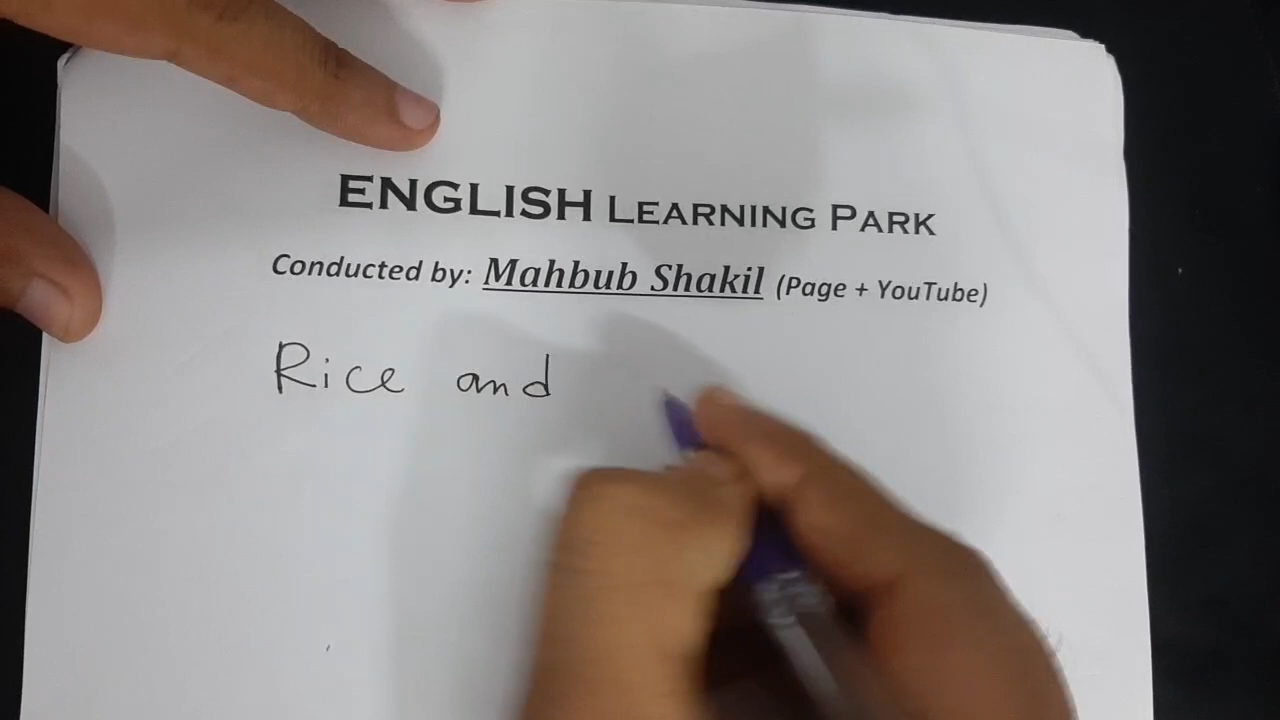 ENGLISH LEARNING PARK
Conducted by: Mahbub Shakil (Page + YouTube)
Rice and